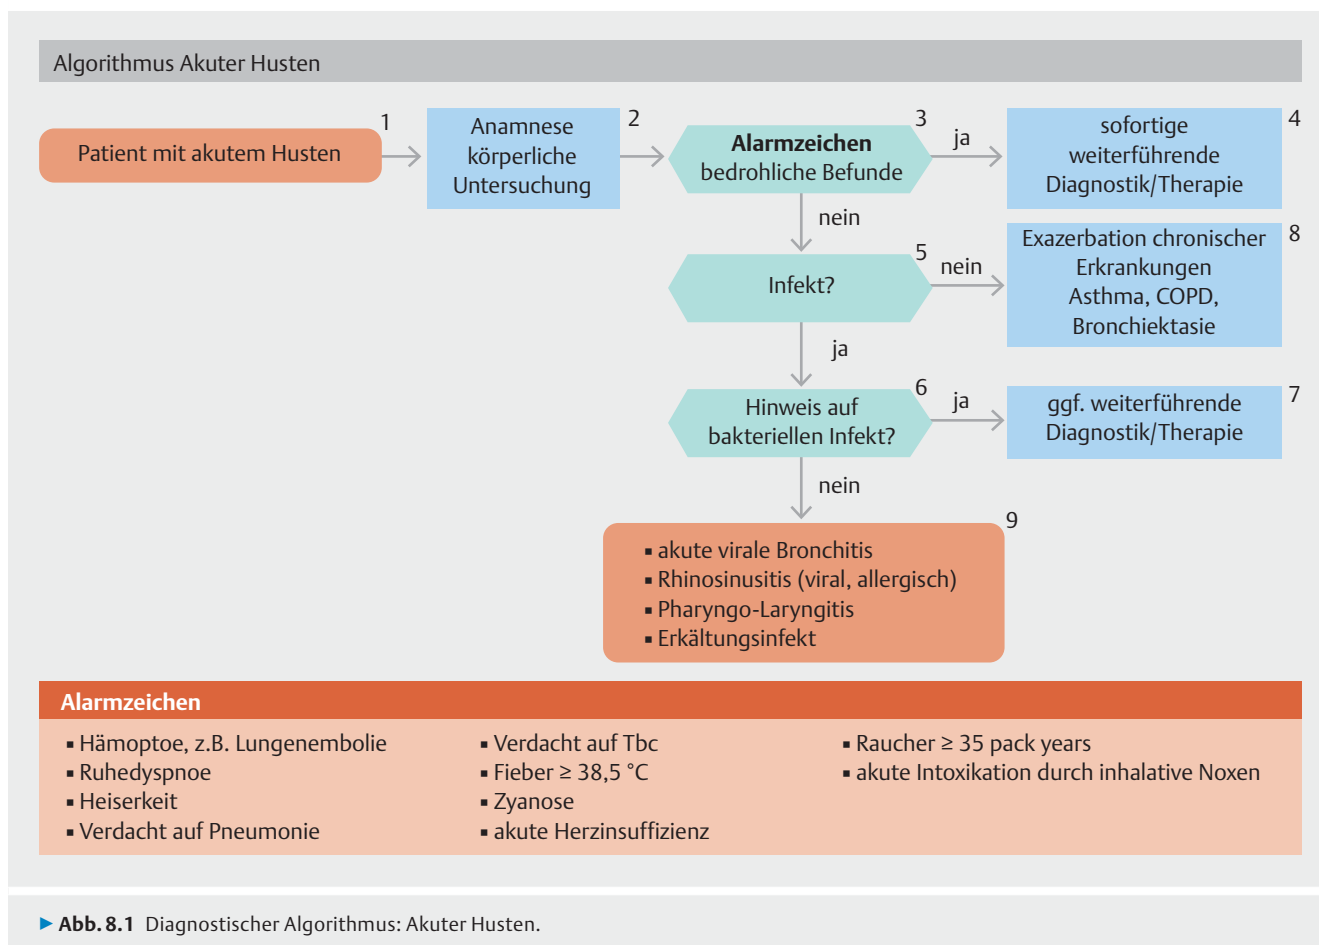 Algorithmus Akuter Husten
1
Patient mit akutem Husten
2
Anamnese
körperliche
Untersuchung
3
Alarmzeichen
bedrohliche Befunde
ja
4
sofortige
weiterführende
Diagnostik/Therapie
nein
5
Infekt?
nein
8
Exazerbation chronischer
Erkrankungen
Asthma, COPD,
Bronchiektasie
ja
6
Hinweis auf
bakteriellen Infekt?
ja
7
ggf. weiterführende
Diagnostik/Therapie
nein
9
▪ akute virale Bronchitis
▪ Rhinosinusitis (viral, allergisch)
▪ Pharyngo-Laryngitis
▪ Erkältungsinfekt
Alarmzeichen
▪ Hämoptoe, z.B. Lungenembolie
▪ Ruhedyspnoe
▪ Heiserkeit
▪ Verdacht auf Pneumonie
▪ Verdacht auf Tbc
▪ Fieber ≥ 38,5 °C
▪ Zyanose
▪ akute Herzinsuffizienz
▪ Raucher ≥ 35 pack years
▪ akute Intoxikation durch inhalative Noxen
▶ Abb. 8.1 Diagnostischer Algorithmus: Akuter Husten.